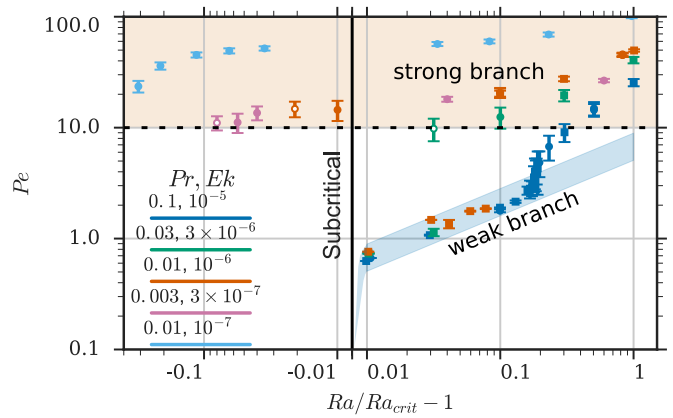 100.0
10.0
1.0
0.1
Pe
strong branch
weak branch
Subcritical
Pr, Ek
0.1, 10^{-5}
0.03, 3 × 10^{-6}
0.01, 10^{-6}
0.003, 3 × 10^{-7}
0.01, 10^{-7}
-0.1 -0.01 0.01 0.1 1
Ra/Ra_{crit} − 1